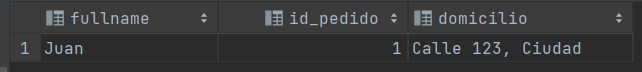 fullname id_pedido domicilio
1 Juan 1 Calle 123, Ciudad